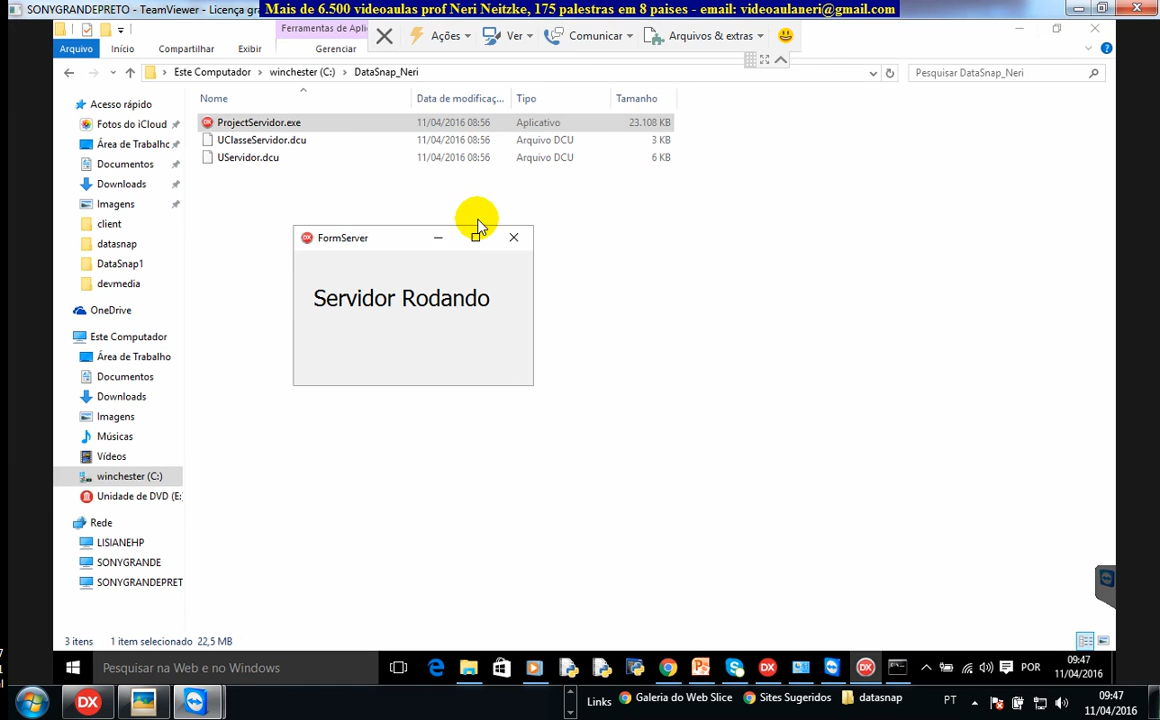 SONYGRANDEPRETO - TeamViewer - Licença gra
Mais de 6.500 videoaulas prof Neri Neitzke, 175 palestras em 8 paises - email: videoaulaneri@gmail.com
Ferramentas de Apli
Ações
Ver
Comunicar
Arquivos & extras
Arquivo
Início
Compartilhar
Exibir
Gerenciar
Este Computador
winchester (C:)
DataSnap_Neri
Pesquisar DataSnap_Neri
Nome
Data de modificaç...
Tipo
Tamanho
ProjectServidor.exe 11/04/2016 08:56 Aplicativo 23.108 KB
UClasseServidor.dcu 11/04/2016 08:56 Arquivo DCU 3 KB
UServidor.dcu 11/04/2016 08:56 Arquivo DCU 6 KB
Acesso rápido
Fotos do iCloud
Área de Trabalho
Documentos
Downloads
Imagens
client
datasnap
DataSnap1
devmedia
OneDrive
Este Computador
Área de Trabalho
Documentos
Downloads
Imagens
Músicas
Vídeos
winchester (C:)
Unidade de DVD (E:
Rede
LISIANEHP
SONYGRANDE
SONYGRANDEPRET
DX FormServer
Servidor Rodando
3 itens
1 item selecionado 22,5 MB
Pesquisar na Web e no Windows
DX
DX
POR
09:47
11/04/2016
DX
Links
Galeria do Web Slice
Sites Sugeridos
datasnap
PT
09:47
11/04/2016